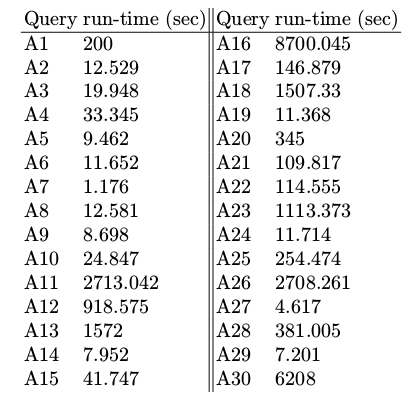 Query run-time (sec) Query run-time (sec)
A1 200 A16 8700.045
A2 12.529 A17 146.879
A3 19.948 A18 1507.33
A4 33.345 A19 11.368
A5 9.462 A20 345
A6 11.652 A21 109.817
A7 1.176 A22 114.555
A8 12.581 A23 1113.373
A9 8.698 A24 11.714
A10 24.847 A25 254.474
A11 2713.042 A26 2708.261
A12 918.575 A27 4.617
A13 1572 A28 381.005
A14 7.952 A29 7.201
A15 41.747 A30 6208